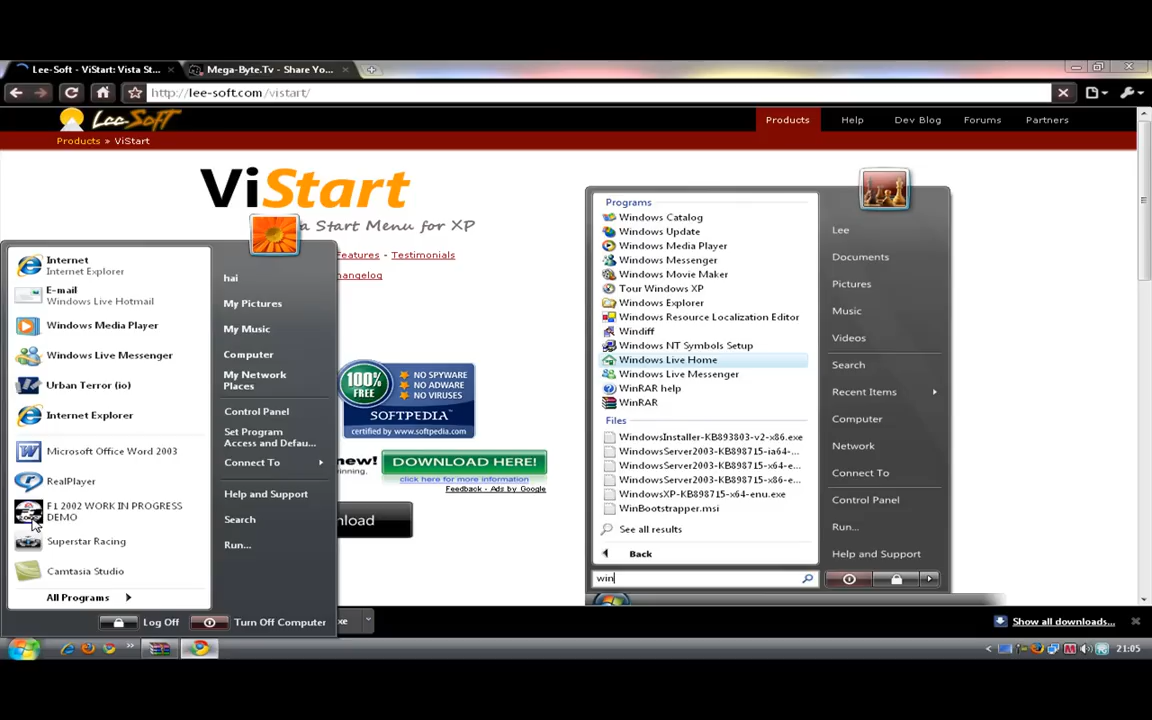 Lee-Soft - ViStart: Vista St...
Mega-Byte.Tv - Share Yo...
http://lee-soft.com/vistart/
Lee-Soft
Products
Help
Dev Blog
Forums
Partners
Products » ViStart
ViStart
a Start Menu for XP
Features - Testimonials
hangelog
100% FREE
NO SPYWARE
NO ADWARE
NO VIRUSES
SOFTPEDIA
certified by www.softpedia.com
new!
winning.
DOWNLOAD HERE!
click here for more information
Feedback - Ads by Google
load
Internet
Internet Explorer
E-mail
Windows Live Hotmail
Windows Media Player
Windows Live Messenger
Urban Terror (io)
Internet Explorer
Microsoft Office Word 2003
RealPlayer
F1 2002 WORK IN PROGRESS
DEMO
Superstar Racing
Camtasia Studio
All Programs
hai
My Pictures
My Music
Computer
My Network
Places
Control Panel
Set Program
Access and Defau...
Connect To
Help and Support
Search
Run...
Log Off
Turn Off Computer
Programs
Windows Catalog
Windows Update
Windows Media Player
Windows Messenger
Windows Movie Maker
Tour Windows XP
Windows Explorer
Windows Resource Localization Editor
Windiff
Windows NT Symbols Setup
Windows Live Home
Windows Live Messenger
WinRAR help
WinRAR
Files
WindowsInstaller-KB893803-v2-x86.exe
WindowsServer2003-KB898715-ia64-...
WindowsServer2003-KB898715-x64-e...
WindowsServer2003-KB898715-x86-e...
WindowsXP-KB898715-x64-enu.exe
WinBootstrapper.msi
See all results
Back
win
Lee
Documents
Pictures
Music
Videos
Search
Recent Items
Computer
Network
Connect To
Control Panel
Run...
Help and Support
xe
Show all downloads...
21:05